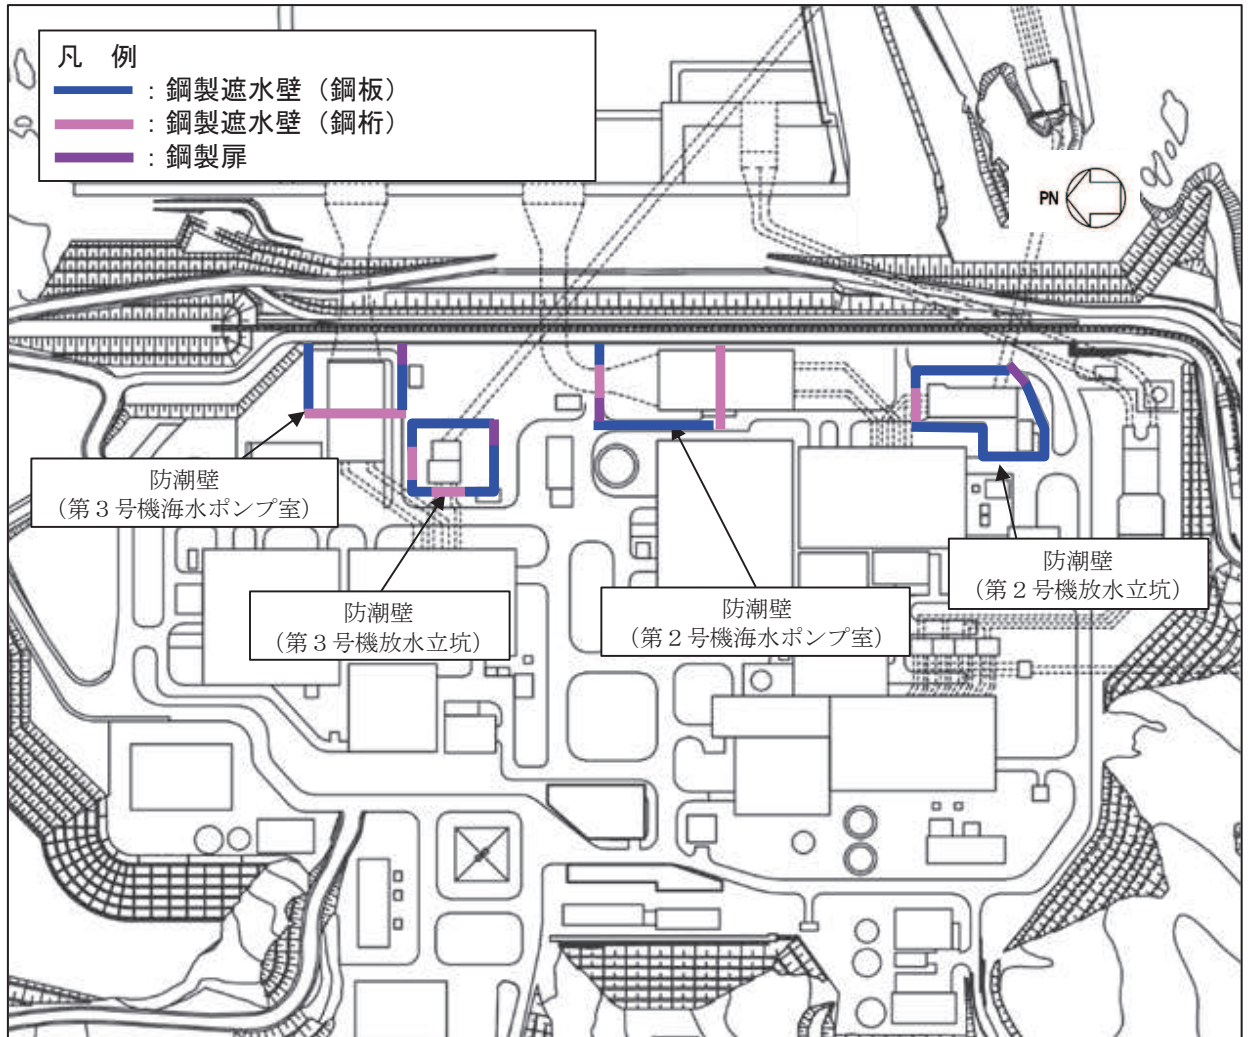 凡　例
：鋼製遮水壁（鋼板）
：鋼製遮水壁（鋼桁）
：鋼製扉
PN
防潮壁
（第３号機海水ポンプ室）
防潮壁
（第３号機放水立坑）
防潮壁
（第２号機海水ポンプ室）
防潮壁
（第２号機放水立坑）